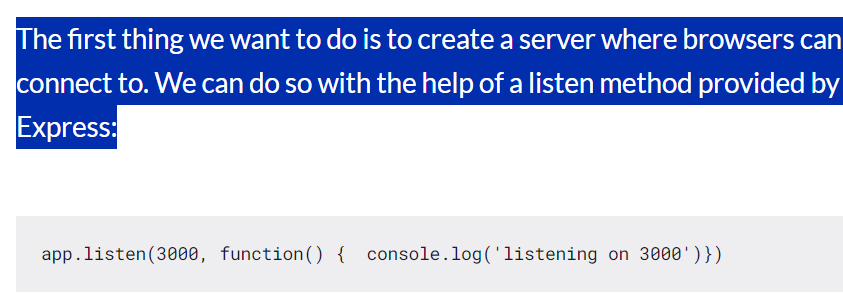 The first thing we want to do is to create a server where browsers can
connect to. We can do so with the help of a listen method provided by
Express:
app.listen(3000, function() {  console.log('listening on 3000')})